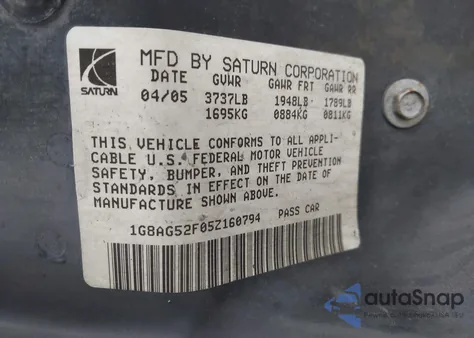 SATURN
MFD BY SATURN CORPORATION
DATE GVWR GAWR FRT GAWR RR
04/05 3737LB 1948LB 1789LB
1695KG 0884KG 0811KG
THIS VEHICLE CONFORMS TO ALL APPLI-
CABLE U.S. FEDERAL MOTOR VEHICLE
SAFETY, BUMPER, AND THEFT PREVENTION
STANDARDS IN EFFECT ON THE DATE OF
MANUFACTURE SHOWN ABOVE.
1G8AG52F05Z160794 PASS CAR
autoSnap